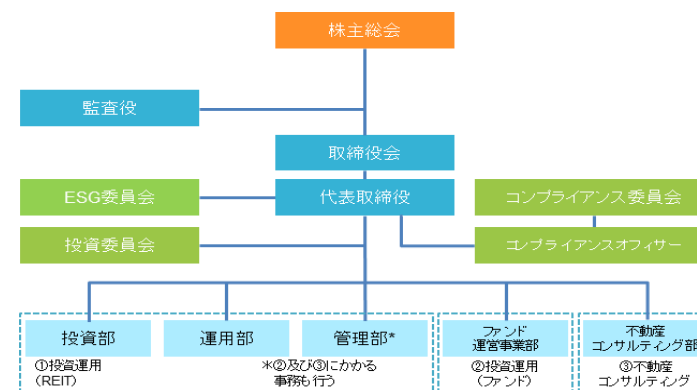 株主総会
監査役
取締役会
ESG委員会
代表取締役
コンプライアンス委員会
投資委員会
コンプライアンスオフィサー
投資部
運用部
管理部*
ファンド
運営事業部
不動産
コンサルティング部
①投資運用
(REIT)
*②及び③にかかる
事務も行う
②投資運用
(ファンド)
③不動産
コンサルティング